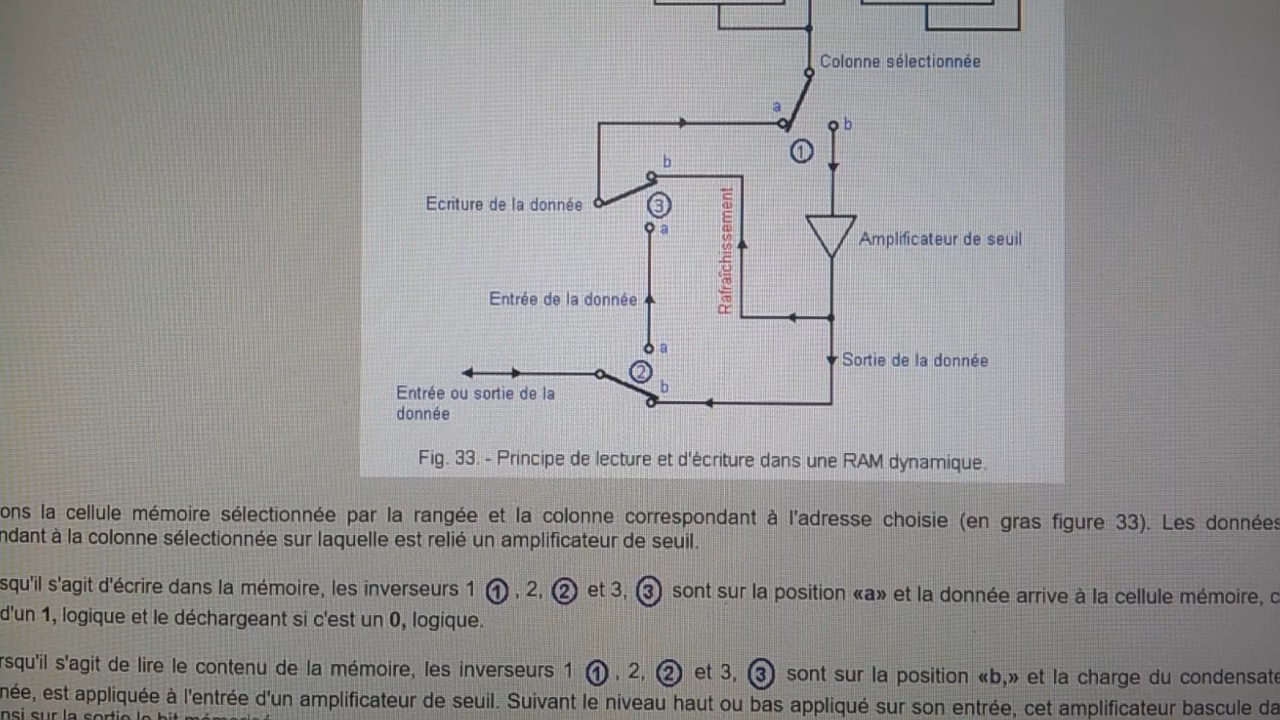 Colonne sélectionnée
a
b
1
b
Ecriture de la donnée
3
a
Rafraîchissement
Amplificateur de seuil
Entrée de la donnée
a
Sortie de la donnée
2
b
Entrée ou sortie de la
donnée
Fig. 33. - Principe de lecture et d'écriture dans une RAM dynamique.
ons la cellule mémoire sélectionnée par la rangée et la colonne correspondant à l'adresse choisie (en gras figure 33). Les données
ndant à la colonne sélectionnée sur laquelle est relié un amplificateur de seuil.
squ'il s'agit d'écrire dans la mémoire, les inverseurs 1 1 , 2, 2 et 3, 3 sont sur la position «a» et la donnée arrive à la cellule mémoire, c
d'un 1, logique et le déchargeant si c'est un 0, logique.
rsqu'il s'agit de lire le contenu de la mémoire, les inverseurs 1 1 , 2, 2 et 3, 3 sont sur la position «b,» et la charge du condensate
née, est appliquée à l'entrée d'un amplificateur de seuil. Suivant le niveau haut ou bas appliqué sur son entrée, cet amplificateur bascule da
nsi sur la sortie le bit mémorisé